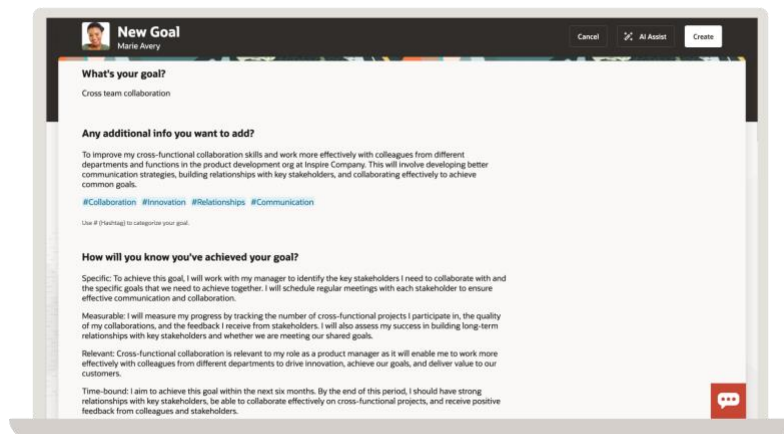 New Goal
Marie Avery
Cancel
AI Assist
Create
What's your goal?
Cross team collaboration
Any additional info you want to add?
To improve my cross-functional collaboration skills and work more effectively with colleagues from different
departments and functions in the product development org at Inspire Company. This will involve developing better
communication strategies, building relationships with key stakeholders, and collaborating effectively to achieve
common goals.
#Collaboration #Innovation #Relationships #Communication
Use # (Hashtag) to categorize your goal.
How will you know you've achieved your goal?
Specific: To achieve this goal, I will work with my manager to identify the key stakeholders I need to collaborate with and
the specific goals that we need to achieve together. I will schedule regular meetings with each stakeholder to ensure
effective communication and collaboration.
Measurable: I will measure my progress by tracking the number of cross-functional projects I participate in, the quality
of my collaborations, and the feedback I receive from stakeholders. I will also assess my success in building long-term
relationships with key stakeholders and whether we are meeting our shared goals.
Relevant: Cross-functional collaboration is relevant to my role as a product manager as it will enable me to work more
effectively with colleagues from different departments to drive innovation, achieve our goals, and deliver value to our
customers.
Time-bound: I aim to achieve this goal within the next six months. By the end of this period, I should have strong
relationships with key stakeholders, be able to collaborate effectively on cross-functional projects, and receive positive
feedback from colleagues and stakeholders.